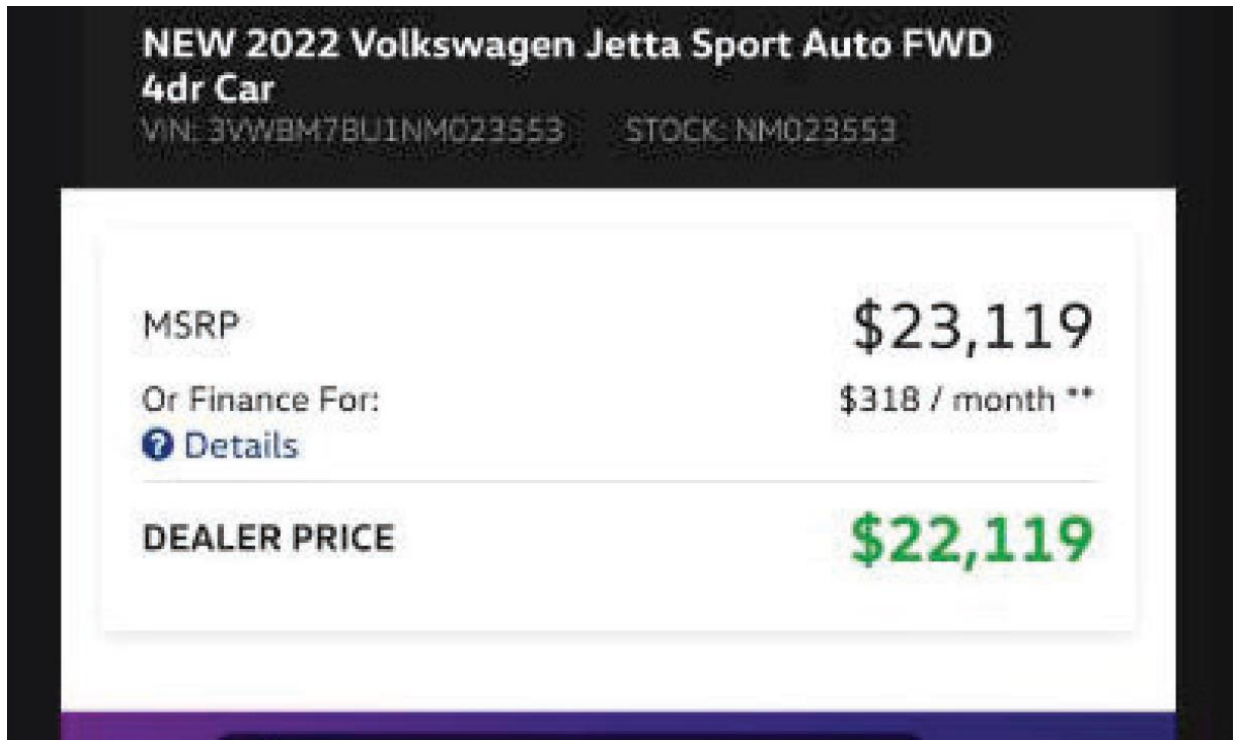 NEW 2022 Volkswagen Jetta Sport Auto FWD
4dr Car
VIN: 3VWBM7BU1NM023553 STOCK: NM023553
MSRP $23,119
Or Finance For: $318 / month **
Details
DEALER PRICE $22,119